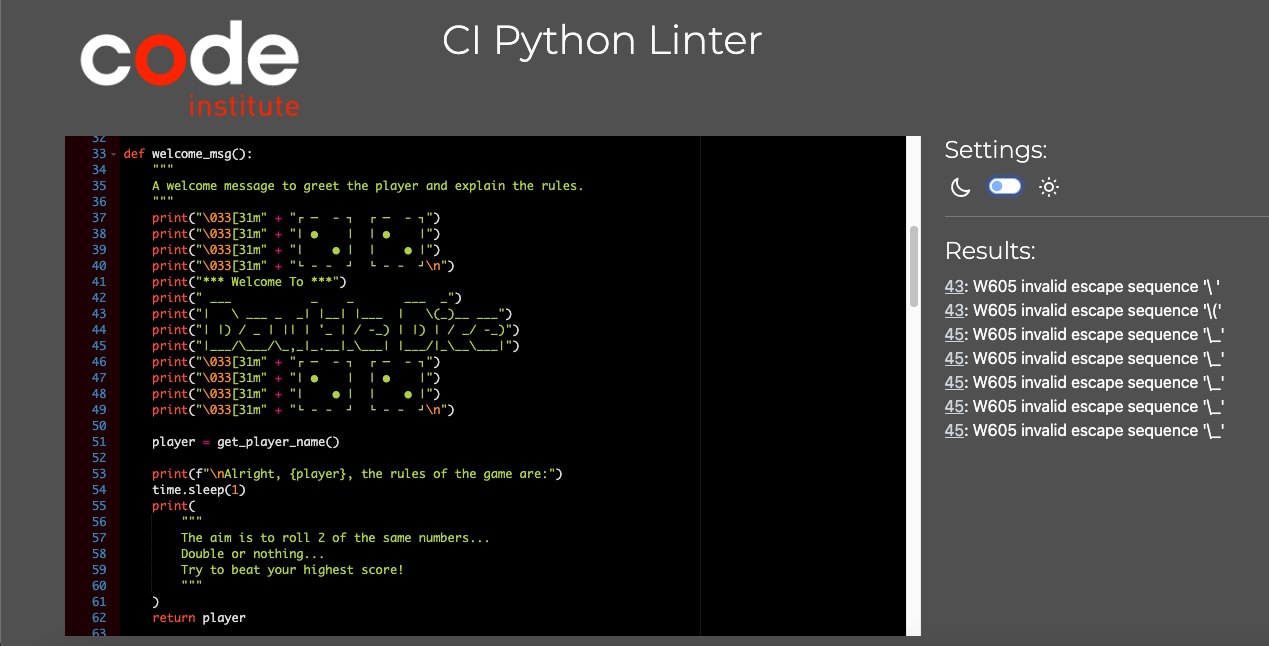 code
institute
CI Python Linter
32
33 def welcome_msg():
34     """
35     A welcome message to greet the player and explain the rules.
36     """
37     print("\033[31m" + "┌ ─  - ┐  ┌ ─  - ┐")
38     print("\033[31m" + "| ●    |  | ●    |")
39     print("\033[31m" + "|    ● |  |    ● |")
40     print("\033[31m" + "└ - -  ┘  └ - -  ┘\n")
41     print("*** Welcome To ***")
42     print(" ___           _    _       ___  _")
43     print("|   \ ___ _  _| |__| |___  |   \(_)__ ___")
44     print("| |) / _ | || | '_ | / -_) | |) | / _/ -_)")
45     print("|___/\___/\_,_|_.__|_\___| |___/|_\__\___|")
46     print("\033[31m" + "┌ ─  - ┐  ┌ ─  - ┐")
47     print("\033[31m" + "| ●    |  | ●    |")
48     print("\033[31m" + "|    ● |  |    ● |")
49     print("\033[31m" + "└ - -  ┘  └ - -  ┘\n")
50
51     player = get_player_name()
52
53     print(f"\nAlright, {player}, the rules of the game are:")
54     time.sleep(1)
55     print(
56         """
57         The aim is to roll 2 of the same numbers...
58         Double or nothing...
59         Try to beat your highest score!
60         """
61     )
62     return player
63
Settings:
Results:
43: W605 invalid escape sequence '\ '
43: W605 invalid escape sequence '\('
45: W605 invalid escape sequence '\_'
45: W605 invalid escape sequence '\_'
45: W605 invalid escape sequence '\_'
45: W605 invalid escape sequence '\_'
45: W605 invalid escape sequence '\_'